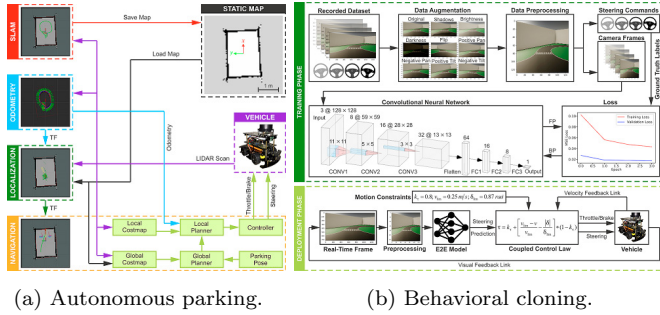 SLAM
Save Map
Load Map
STATIC MAP
1 m
ODOMETRY
Odometry
TF
VEHICLE
LIDAR Scan
LOCALIZATION
TF
Throttle/Brake
Steering
NAVIGATION
Local Costmap
Local Planner
Controller
Global Costmap
Global Planner
Parking Pose
(a) Autonomous parking.
TRAINING PHASE
Recorded Dataset
Data Augmentation
Data Preprocessing
Steering Commands
Original
Shadows
Brightness
Darkness
Flip
Positive Pan
Negative Pan
Positive Tilt
Negative Tilt
Camera Frames
Ground Truth Labels
Convolutional Neural Network
3 @ 128 × 128
6 @ 59 × 59
16 @ 28 × 28
32 @ 13 × 13
Input
11 × 11
5 × 5
3 × 3
64
16
8
1
CONV1
CONV2
CONV3
Flatten
FC1
FC2
FC3
Output
FP
BP
Loss
Training Loss
Validation Loss
DEPLOYMENT PHASE
Motion Constraints
Velocity Feedback Link
Real-Time Frame
Preprocessing
E2E Model
Steering Prediction
Coupled Control Law
Throttle/Brake
Steering
Vehicle
Visual Feedback Link
(b) Behavioral cloning.